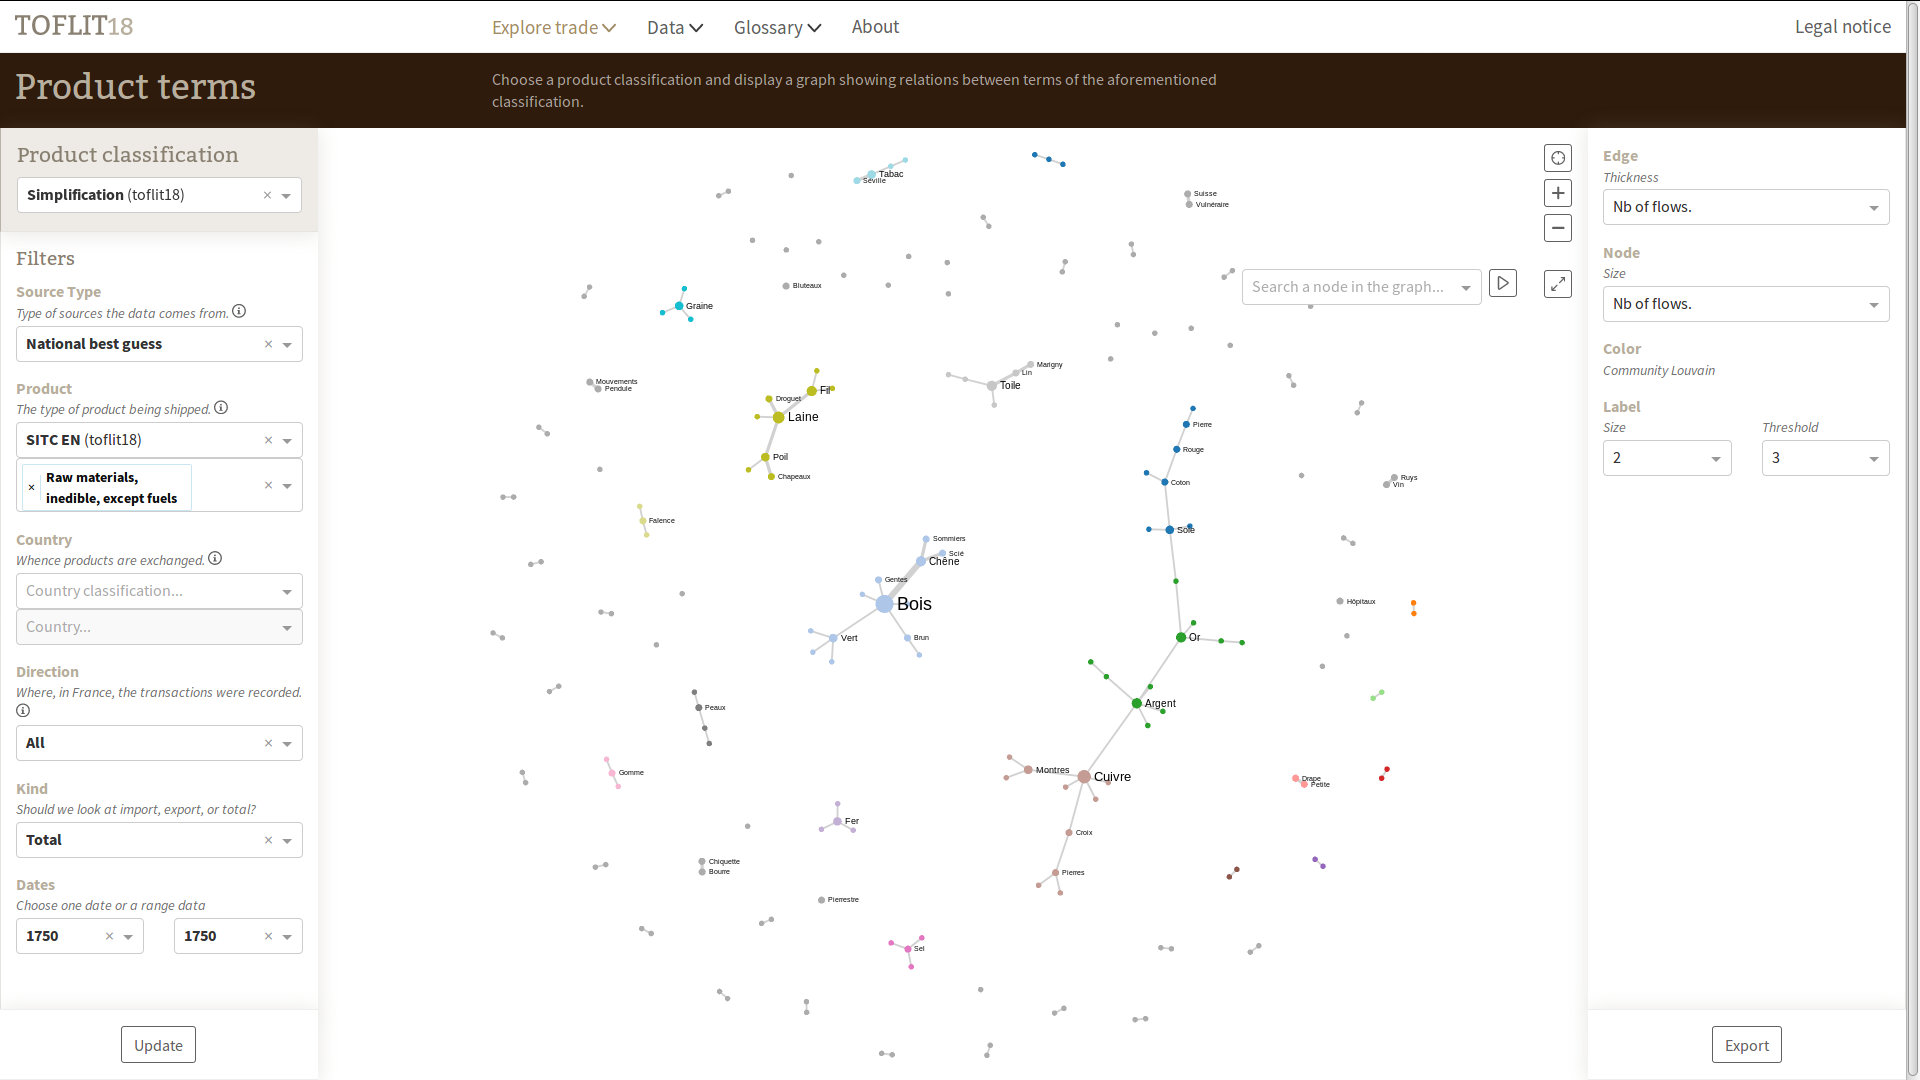 TOFLIT18
Explore trade
Data
Glossary
About
Legal notice
Product terms
Choose a product classification and display a graph showing relations between terms of the aforementioned
classification.
Product classification
Simplification (toflit18)
Filters
Source Type
Type of sources the data comes from.
National best guess
Product
The type of product being shipped.
SITC EN (toflit18)
Raw materials,
inedible, except fuels
Country
Whence products are exchanged.
Country classification...
Country...
Direction
Where, in France, the transactions were recorded.
All
Kind
Should we look at import, export, or total?
Total
Dates
Choose one date or a range data
1750
1750
Update
Tabac
Séville
Suisse
Vulnéraire
Bluteaux
Graine
Search a node in the graph...
Mouvements
Pendule
Marigny
Lin
Toile
Fil
Droguet
Laine
Poil
Chapeaux
Pierre
Rouge
Coton
Soie
Ruys
Vin
Faience
Sommiers
Scié
Chêne
Gentes
Bois
Vert
Brun
Hôpitaux
Or
Argent
Peaux
Gomme
Montres
Cuivre
Drape
Petite
Fer
Croix
Chiquette
Bourre
Pierres
Pierrestre
Sel
Edge
Thickness
Nb of flows.
Node
Size
Nb of flows.
Color
Community Louvain
Label
Size
Threshold
2
3
Export